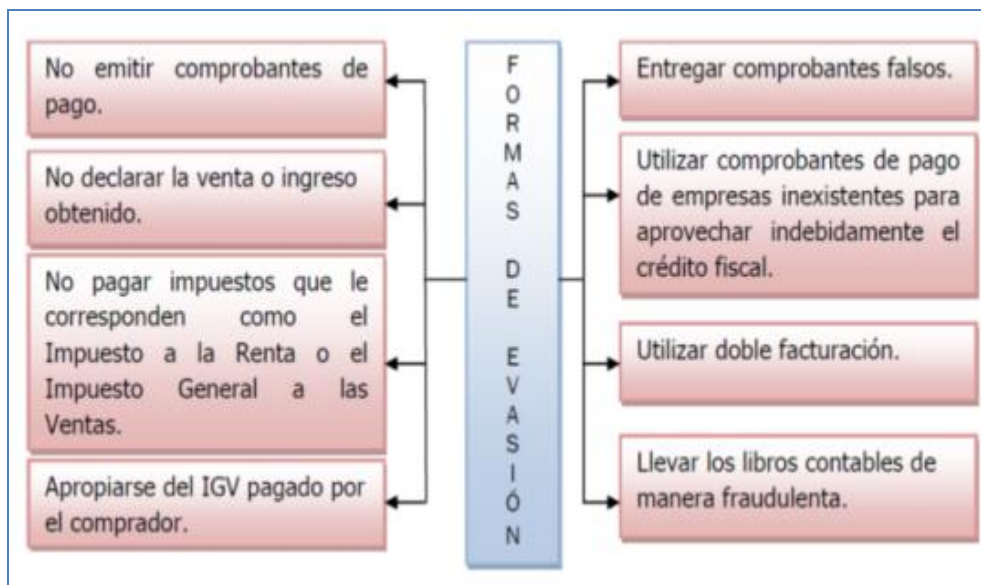 No emitir comprobantes de
pago.
No declarar la venta o ingreso
obtenido.
No pagar impuestos que le
corresponden como el
Impuesto a la Renta o el
Impuesto General a las
Ventas.
Apropiarse del IGV pagado por
el comprador.
FORMAS DE EVASIÓN
Entregar comprobantes falsos.
Utilizar comprobantes de pago
de empresas inexistentes para
aprovechar indebidamente el
crédito fiscal.
Utilizar doble facturación.
Llevar los libros contables de
manera fraudulenta.